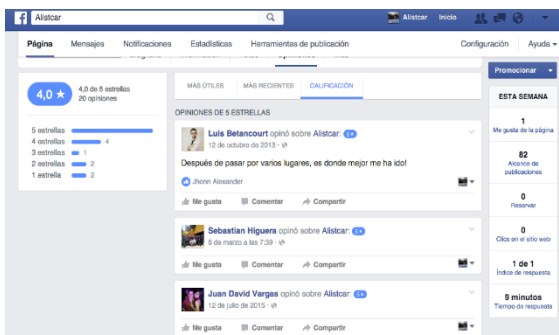 Alistcar
Alistcar Inicio
Página Mensajes Notificaciones Estadísticas Herramientas de publicación Configuración Ayuda
Promocionar
4,0 ★
4,0 de 5 estrellas
20 opiniones
5 estrellas
4 estrellas 4
3 estrellas 1
2 estrellas 2
1 estrella 2
MÁS ÚTILES MÁS RECIENTES CALIFICACIÓN
OPINIONES DE 5 ESTRELLAS
Luis Betancourt opinó sobre Alistcar: 5★
12 de octubre de 2013
Después de pasar por varios lugares, es donde mejor me ha ido!
Jhonn Alexander
Me gusta Comentar Compartir
Sebastian Higuera opinó sobre Alistcar: 5★
6 de marzo a las 7:39
Me gusta Comentar Compartir
Juan David Vargas opinó sobre Alistcar: 5★
12 de julio de 2015
Me gusta Comentar Compartir
ESTA SEMANA
1
Me gusta de la página
82
Alcance de
publicaciones
0
Reservar
0
Clics en el sitio web
1 de 1
Índice de respuesta
9 minutos
Tiempo de respuesta